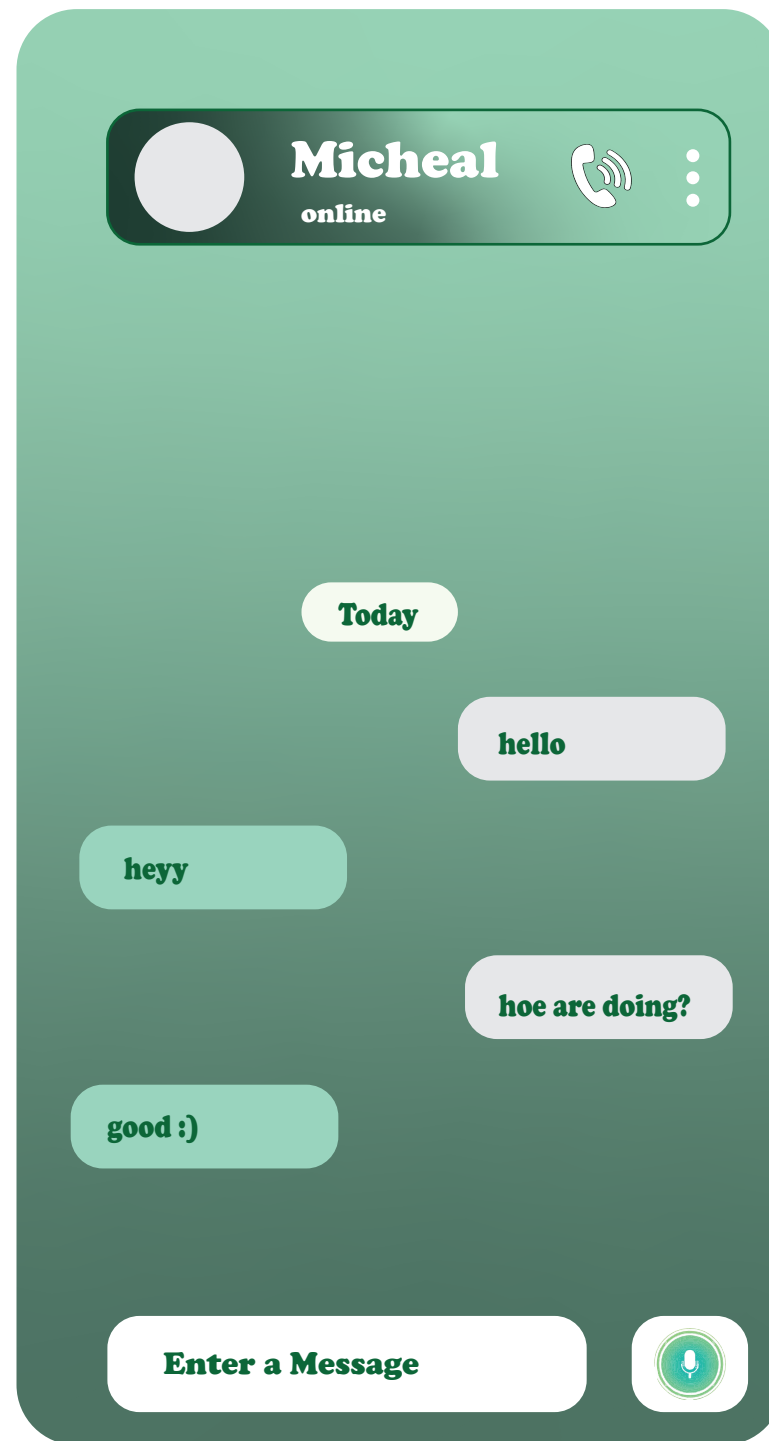 Micheal
online
Today
hello
heyy
hoe are doing?
good :)
Enter a Message